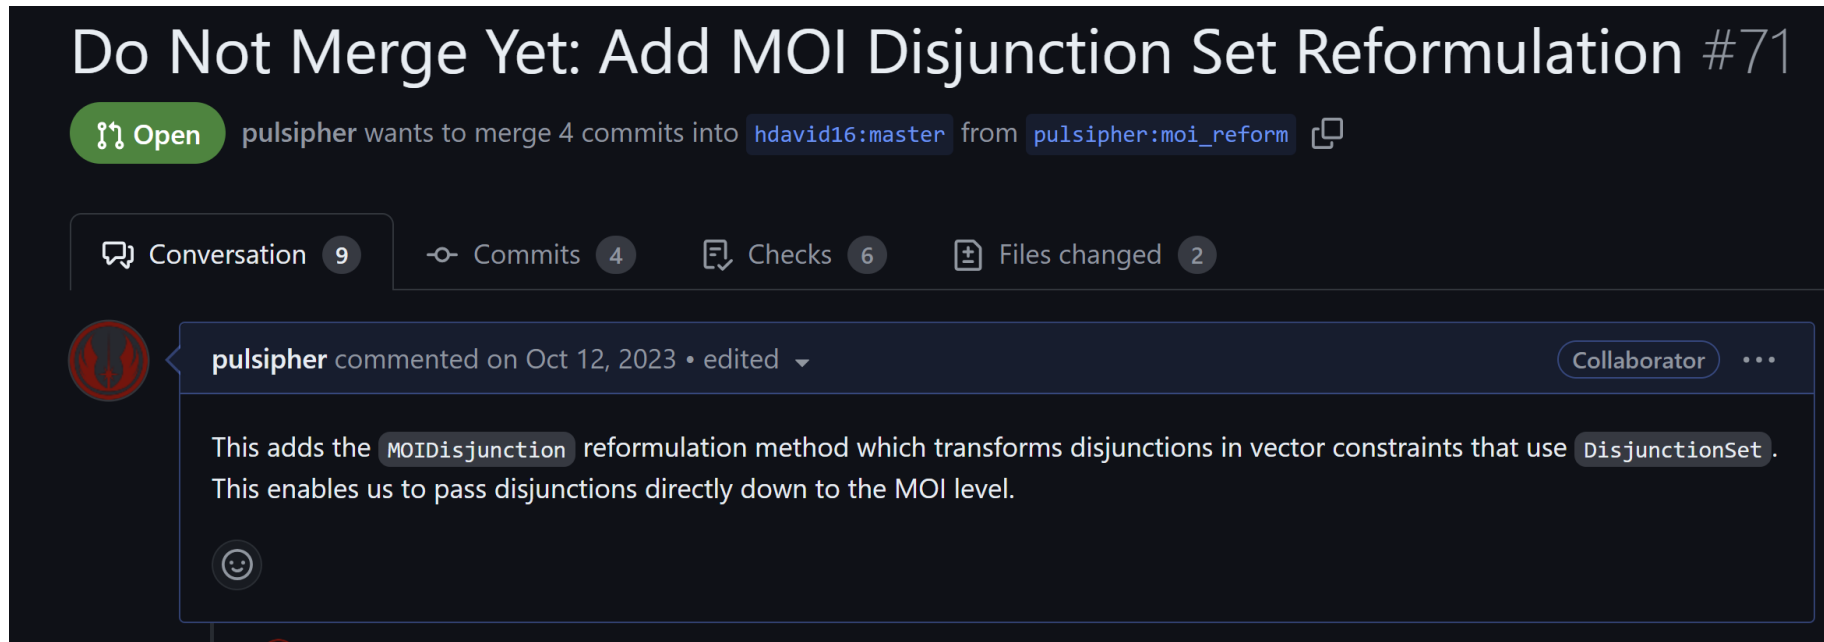 Do Not Merge Yet: Add MOI Disjunction Set Reformulation #71
Open pulsipher wants to merge 4 commits into hdavid16:master from pulsipher:moi_reform
Conversation 9 Commits 4 Checks 6 Files changed 2
pulsipher commented on Oct 12, 2023 • edited Collaborator
This adds the MOIDisjunction reformulation method which transforms disjunctions in vector constraints that use DisjunctionSet.
This enables us to pass disjunctions directly down to the MOI level.